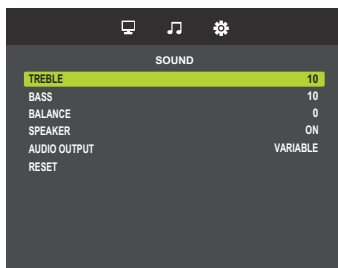 SOUND
TREBLE 10
BASS 10
BALANCE 0
SPEAKER ON
AUDIO OUTPUT VARIABLE
RESET